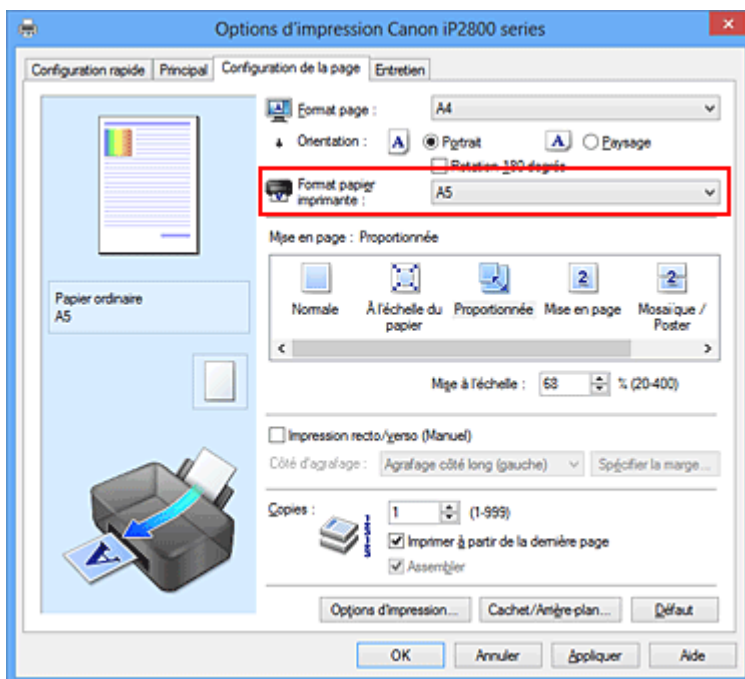 Options d'impression Canon iP2800 series
Configuration rapide
Principal
Configuration de la page
Entretien
Format page :
A4
Orientation :
A
Portrait
A
Paysage
Rotation 180 degrés
Format papier
imprimante :
A5
Mise en page : Proportionnée
Normale
À l'échelle du
papier
Proportionnée
2
Mise en page
2
Mosaïque /
Poster
Papier ordinaire
A5
Mise à l'échelle :
68
% (20-400)
Impression recto/verso (Manuel)
Côté d'agrafage :
Agrafage côté long (gauche)
Spécifier la marge...
Copies :
1
(1-999)
Imprimer à partir de la dernière page
Assembler
A
Options d'impression...
Cachet/Arrière-plan...
Défaut
OK
Annuler
Appliquer
Aide